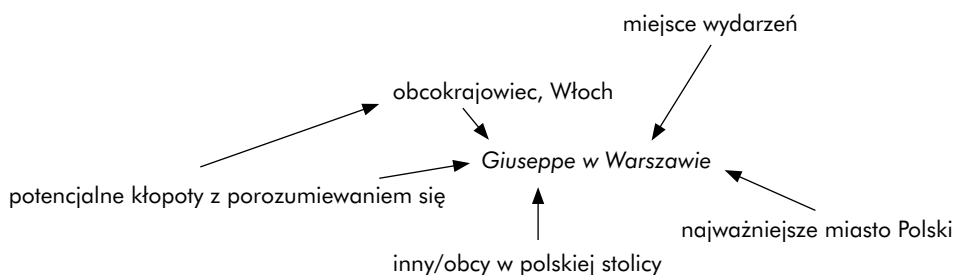 miejsce wydarzeń
obcokrajowiec, Włoch
Giuseppe w Warszawie
potencjalne kłopoty z porozumiewaniem się
najważniejsze miasto Polski
inny/obcy w polskiej stolicy